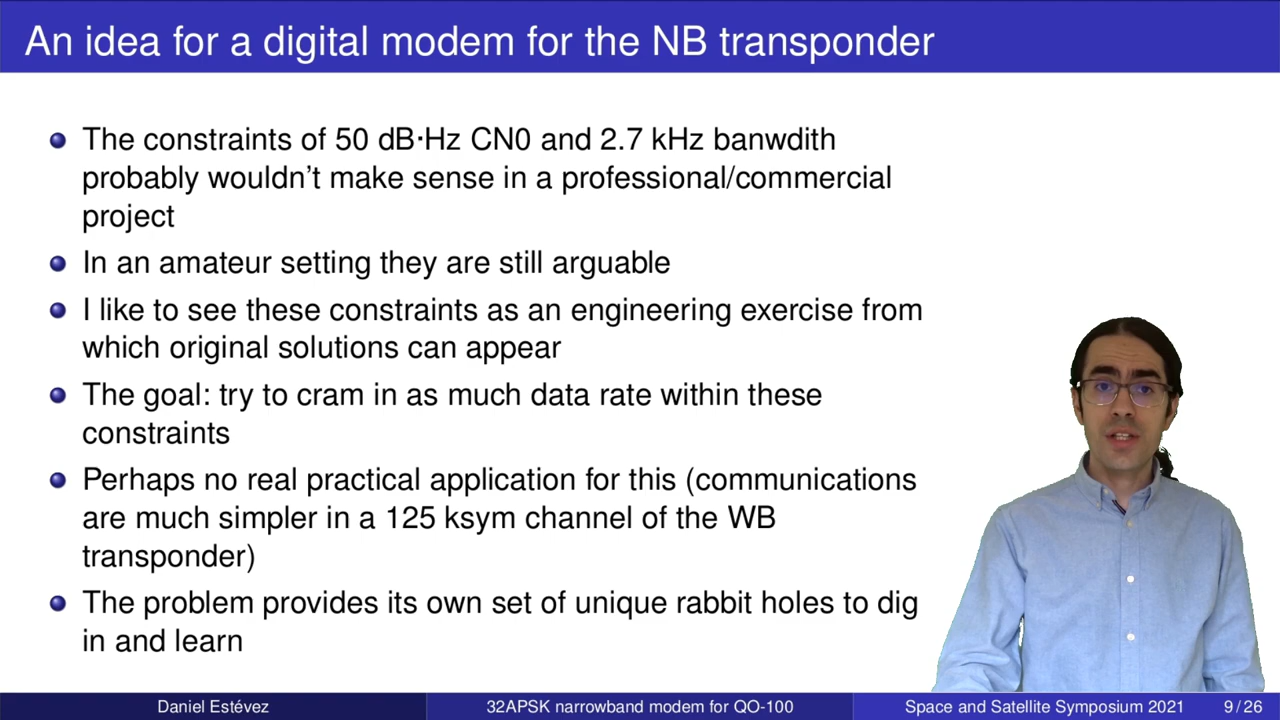 An idea for a digital modem for the NB transponder
The constraints of 50 dB·Hz CN0 and 2.7 kHz banwdith
probably wouldn't make sense in a professional/commercial
project
In an amateur setting they are still arguable
I like to see these constraints as an engineering exercise from
which original solutions can appear
The goal: try to cram in as much data rate within these
constraints
Perhaps no real practical application for this (communications
are much simpler in a 125 ksym channel of the WB
transponder)
The problem provides its own set of unique rabbit holes to dig
in and learn
Daniel Estévez 32APSK narrowband modem for QO-100 Space and Satellite Symposium 2021 9 / 26